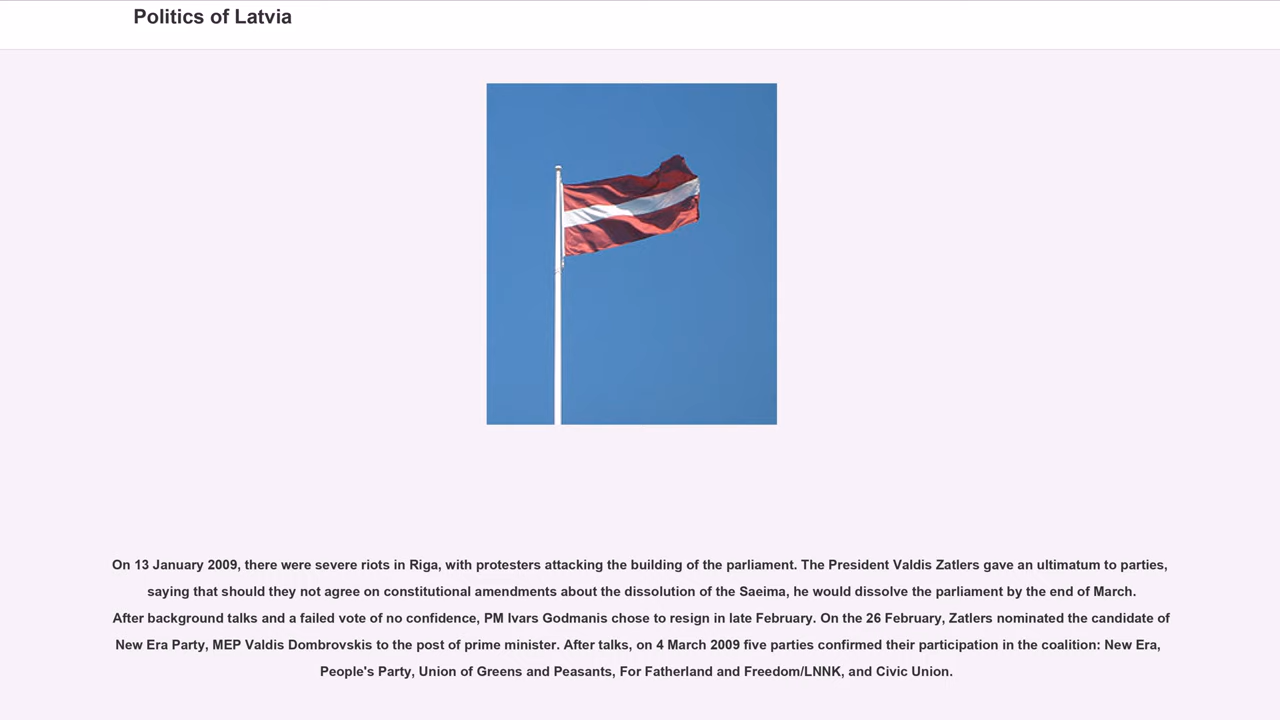 Politics of Latvia
On 13 January 2009, there were severe riots in Riga, with protesters attacking the building of the parliament. The President Valdis Zatlers gave an ultimatum to parties,
saying that should they not agree on constitutional amendments about the dissolution of the Saeima, he would dissolve the parliament by the end of March.
After background talks and a failed vote of no confidence, PM Ivars Godmanis chose to resign in late February. On the 26 February, Zatlers nominated the candidate of
New Era Party, MEP Valdis Dombrovskis to the post of prime minister. After talks, on 4 March 2009 five parties confirmed their participation in the coalition: New Era,
People's Party, Union of Greens and Peasants, For Fatherland and Freedom/LNNK, and Civic Union.